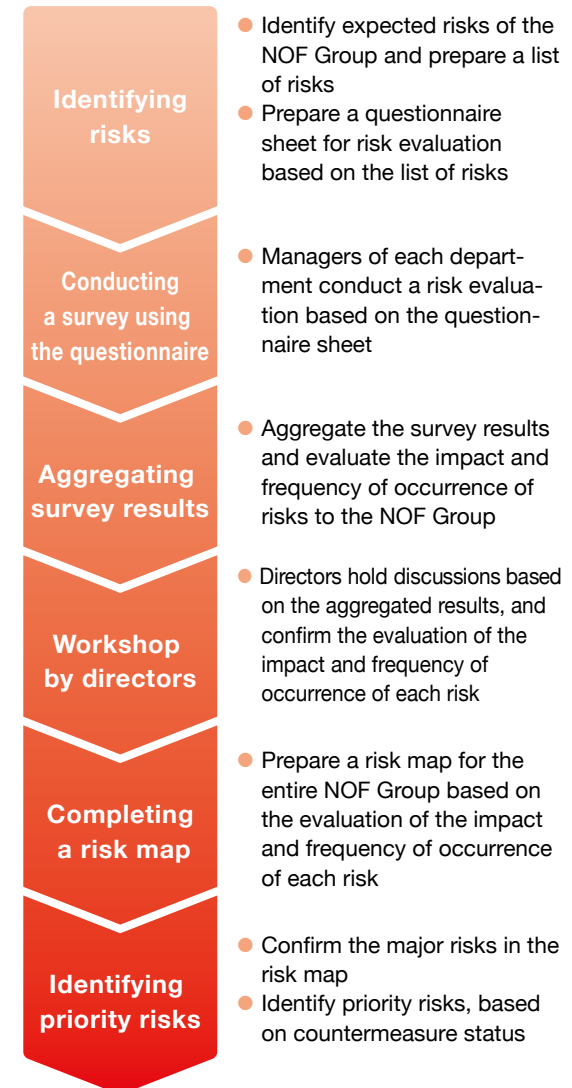 Identifying
risks
● Identify expected risks of the
NOF Group and prepare a list
of risks
● Prepare a questionnaire
sheet for risk evaluation
based on the list of risks
Conducting
a survey using
the questionnaire
● Managers of each depart-
ment conduct a risk evalua-
tion based on the question-
naire sheet
Aggregating
survey results
● Aggregate the survey results
and evaluate the impact and
frequency of occurrence of
risks to the NOF Group
Workshop
by directors
● Directors hold discussions based
on the aggregated results, and
confirm the evaluation of the
impact and frequency of
occurrence of each risk
Completing
a risk map
● Prepare a risk map for the
entire NOF Group based on
the evaluation of the impact
and frequency of occurrence
of each risk
Identifying
priority risks
● Confirm the major risks in the
risk map
● Identify priority risks, based
on countermeasure status